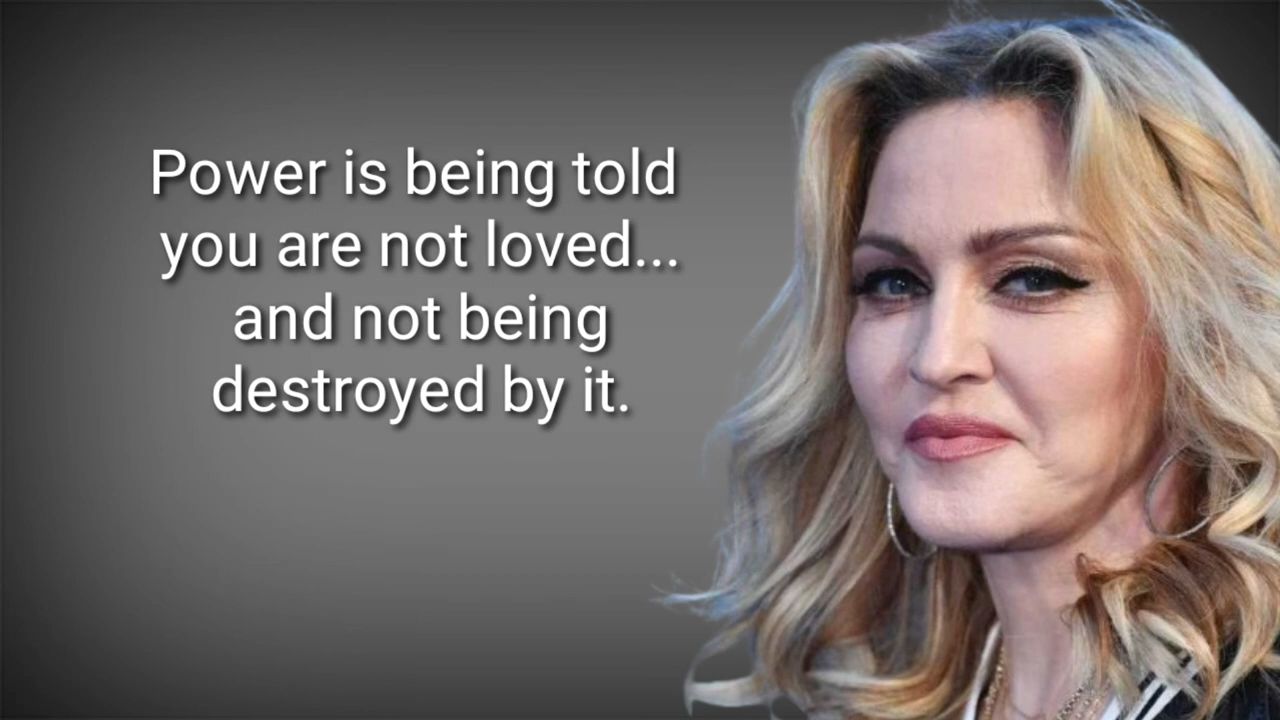 Power is being told
you are not loved...
and not being
destroyed by it.